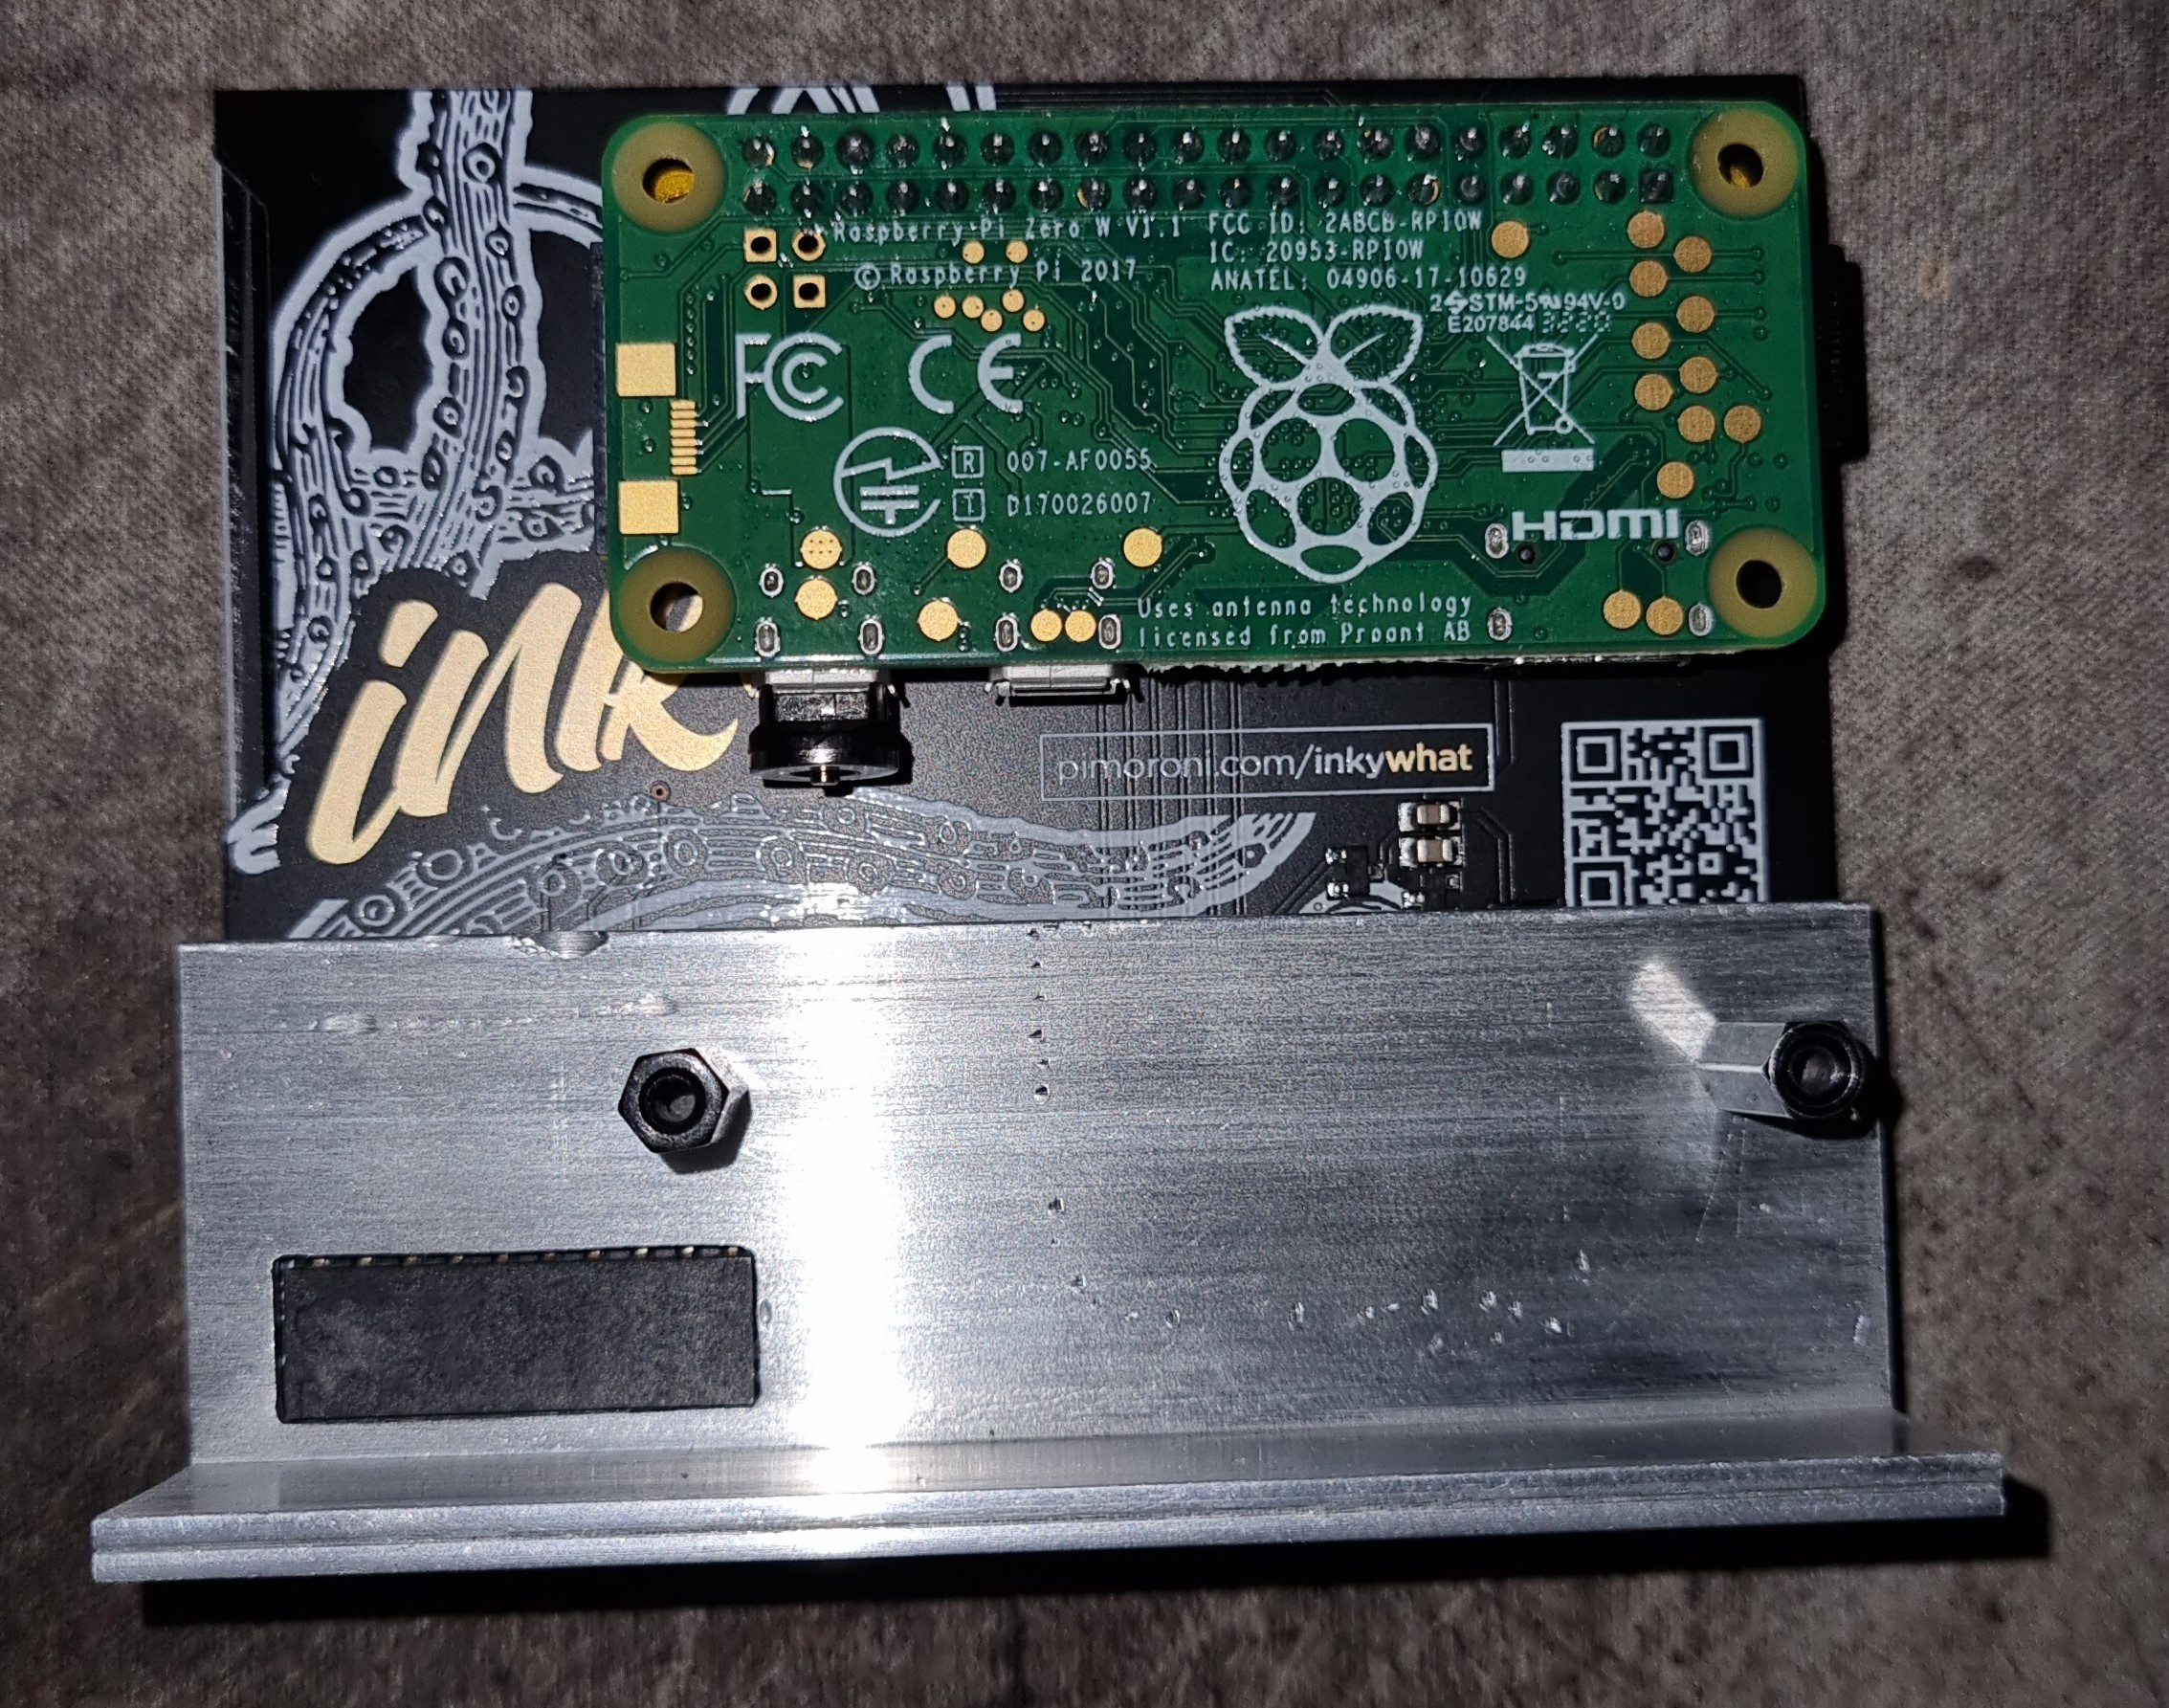 Raspberry Pi Zero W V1.1
© Raspberry Pi 2017
FCC ID: 2ABCB-RPI0W
IC: 20953-RPI0W
ANATEL: 04906-17-10629
STM-5 94V-0
E207844
FC CE
R 007-AF0055
T D170026007
HDMI
Uses antenna technology
licensed from Proant AB
ink
pimoroni.com/inkywhat